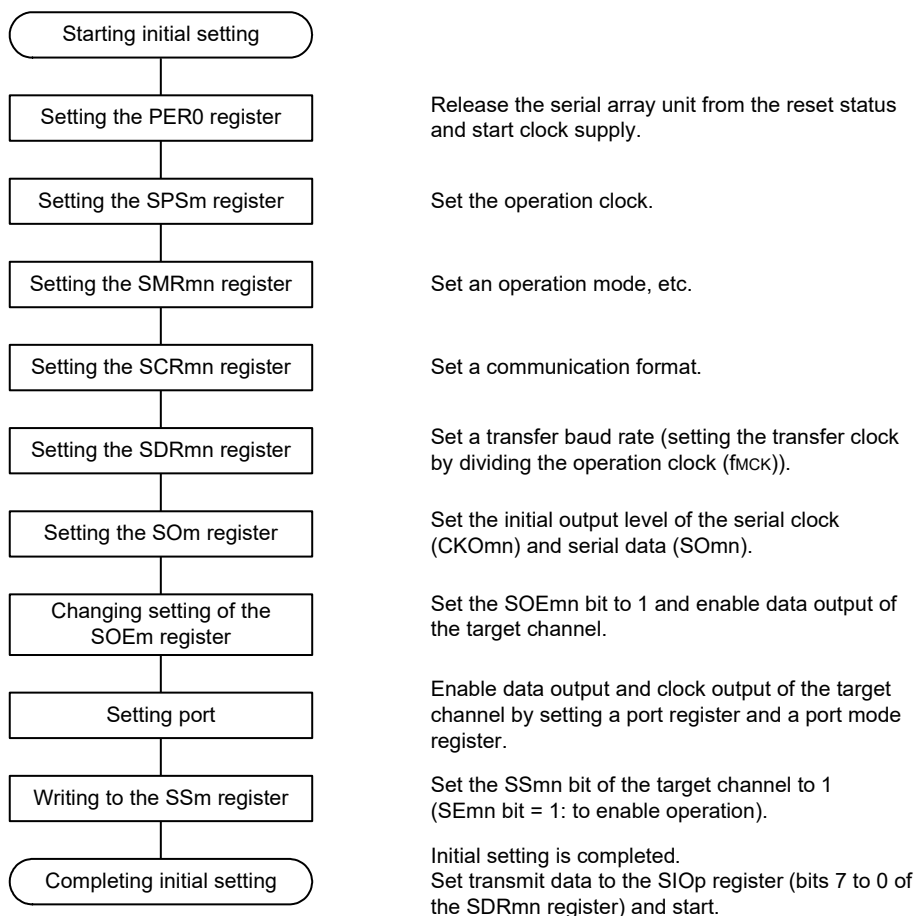 Starting initial setting
Setting the PER0 register
Release the serial array unit from the reset status
and start clock supply.
Setting the SPSm register
Set the operation clock.
Setting the SMRmn register
Set an operation mode, etc.
Setting the SCRmn register
Set a communication format.
Setting the SDRmn register
Set a transfer baud rate (setting the transfer clock
by dividing the operation clock (fMCK)).
Setting the SOm register
Set the initial output level of the serial clock
(CKOmn) and serial data (SOmn).
Changing setting of the
SOEm register
Set the SOEmn bit to 1 and enable data output of
the target channel.
Setting port
Enable data output and clock output of the target
channel by setting a port register and a port mode
register.
Writing to the SSm register
Set the SSmn bit of the target channel to 1
(SEmn bit = 1: to enable operation).
Completing initial setting
Initial setting is completed.
Set transmit data to the SIOp register (bits 7 to 0 of
the SDRmn register) and start.